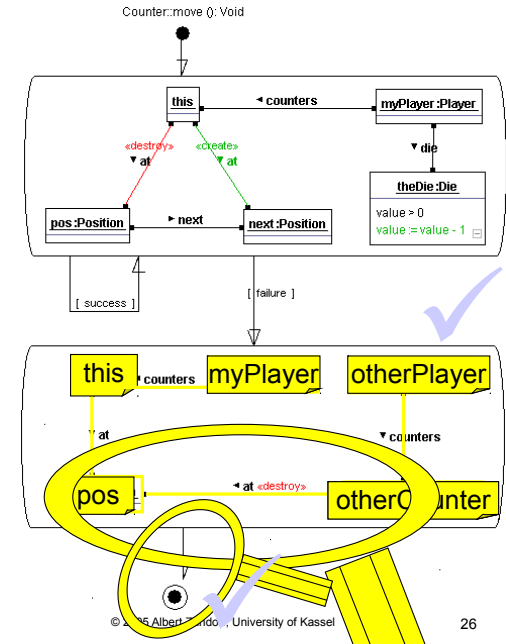 Counter::move (): Void
this
◄ counters
myPlayer :Player
«destroy»
▼ at
«create»
▼ at
▼ die
theDie :Die
value > 0
value := value - 1
pos :Position
► next
next :Position
[ success ]
[ failure ]
this
counters
myPlayer
otherPlayer
at
▼ counters
pos
◄ at «destroy»
© Albert University of Kassel
26